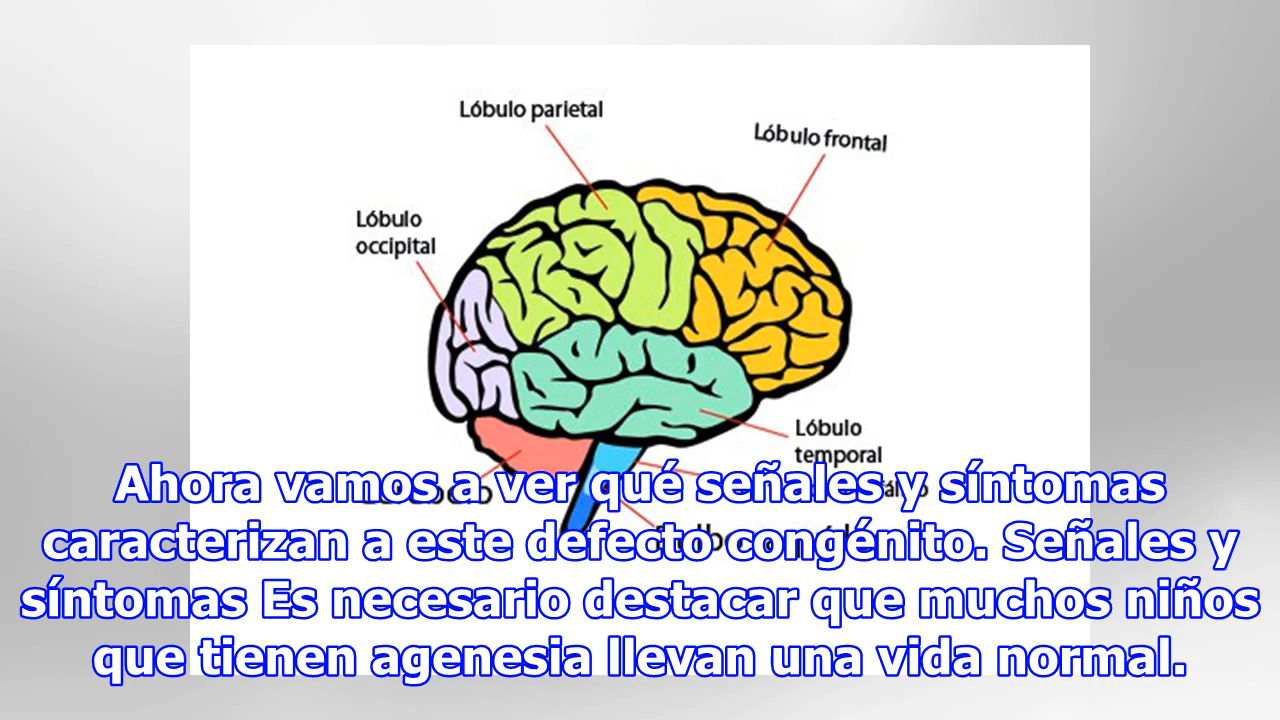 Lóbulo parietal
Lóbulo frontal
Lóbulo
occipital
Lóbulo
temporal
Ahora vamos a ver qué señales y síntomas
caracterizan a este defecto congénito. Señales y
síntomas Es necesario destacar que muchos niños
que tienen agenesia llevan una vida normal.